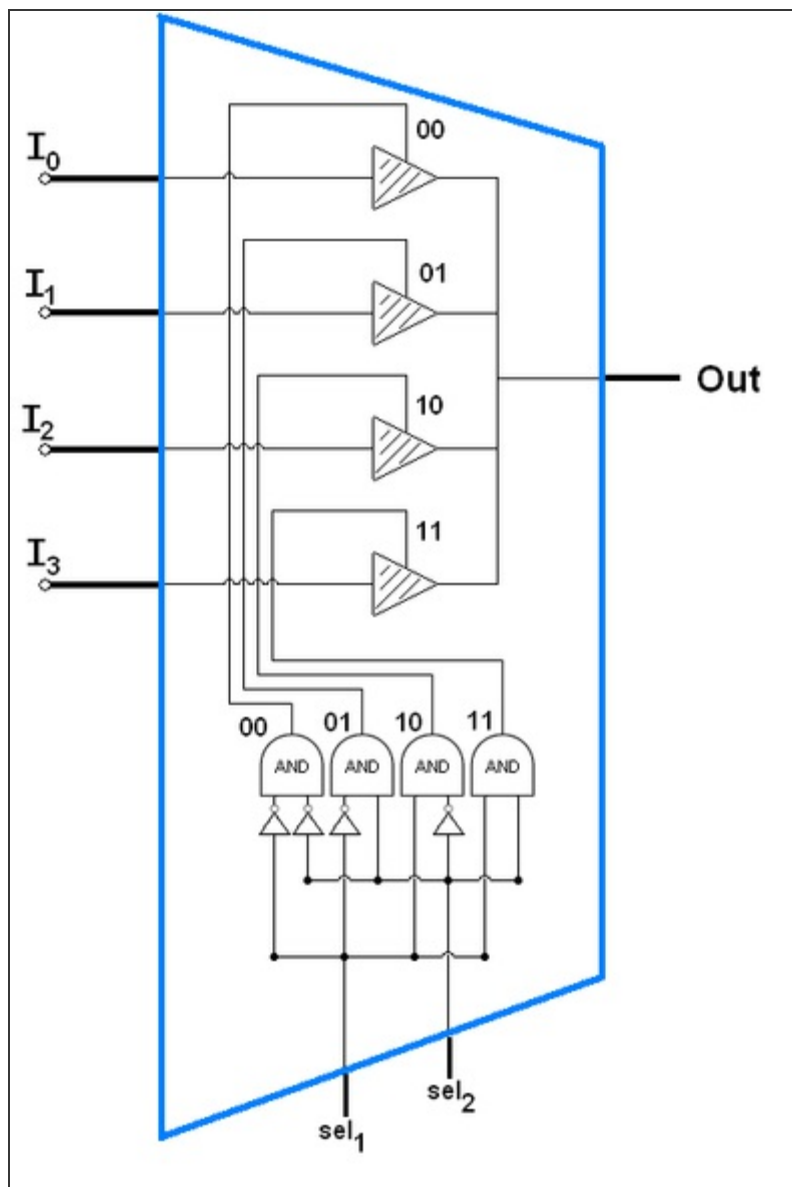 00
I0
01
I1
Out
10
I2
11
I3
00 01 10 11
AND AND AND AND
sel2
sel1